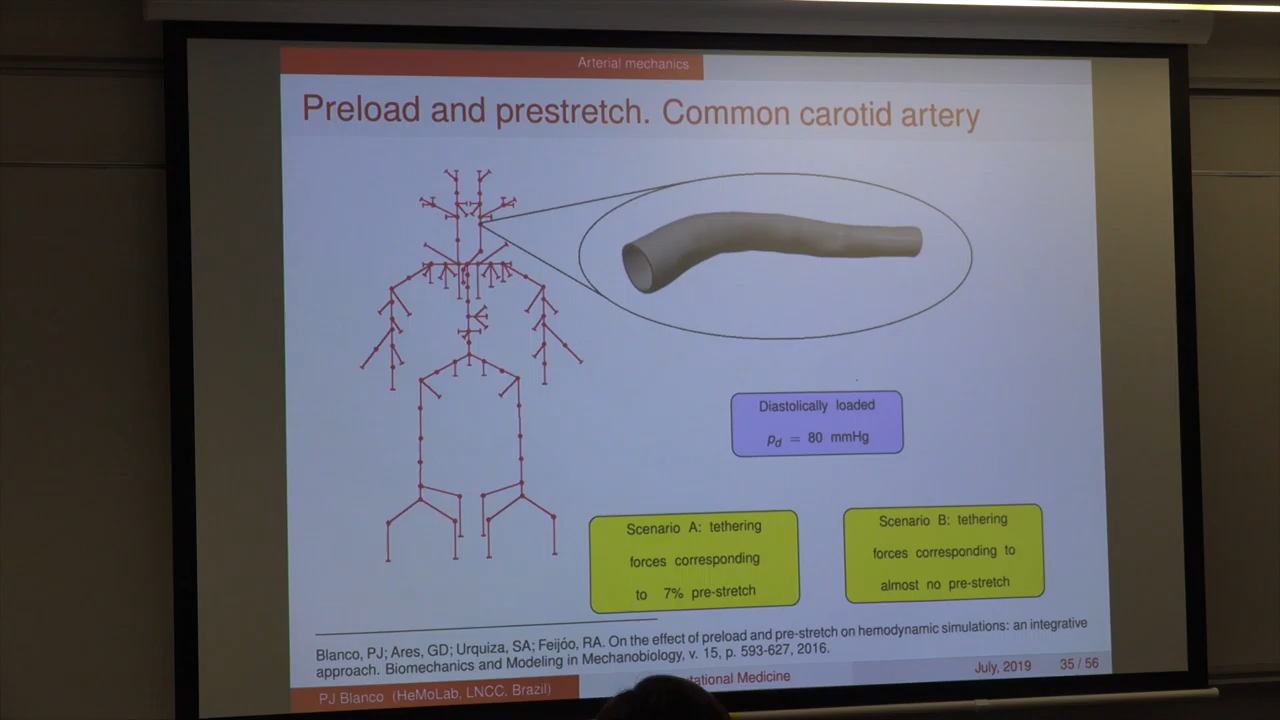 Arterial mechanics
Preload and prestretch. Common carotid artery
Diastolically loaded
pd = 80 mmHg
Scenario A: tethering
forces corresponding
to 7% pre-stretch
Scenario B: tethering
forces corresponding to
almost no pre-stretch
Blanco, PJ; Ares, GD; Urquiza, SA; Feijóo, RA. On the effect of preload and pre-stretch on hemodynamic simulations: an integrative
approach. Biomechanics and Modeling in Mechanobiology, v. 15, p. 593-627, 2016.
PJ Blanco (HeMoLab, LNCC. Brazil)
Medicine
July, 2019 35 / 56